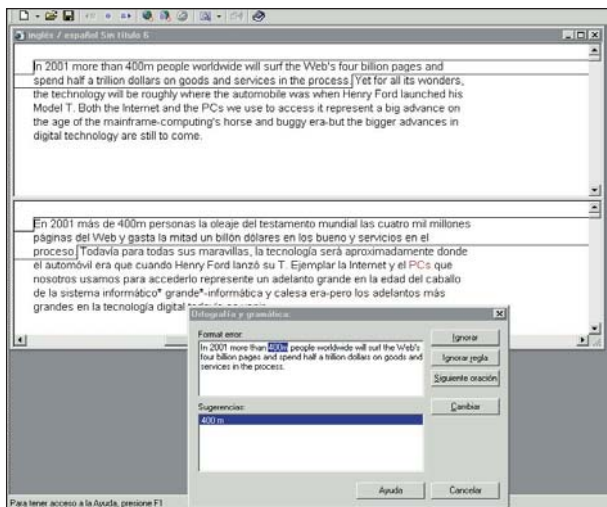 inglés / español Sin título 6
In 2001 more than 400m people worldwide will surf the Web's four billion pages and
spend half a trillion dollars on goods and services in the process. Yet for all its wonders,
the technology will be roughly where the automobile was when Henry Ford launched his
Model T. Both the Internet and the PCs we use to access it represent a big advance on
the age of the mainframe-computing's horse and buggy era-but the bigger advances in
digital technology are still to come.
En 2001 más de 400m personas la oleaje del testamento mundial las cuatro mil millones
páginas del Web y gasta la mitad un billón dólares en los bueno y servicios en el
proceso. Todavía para todas sus maravillas, la tecnología será aproximadamente donde
el automóvil era que cuando Henry Ford lanzó su T. Ejemplar la Internet y el PCs que
nosotros usamos para accederlo represente un adelanto grande en la edad del caballo
de la sistema informático" grande"-informática y calesa era-pero los adelantos más
grandes en la tecnología digital
Ortografía y gramática:
Format error:
In 2001 more than 400m people worldwide will surf the Web's
four billion pages and spend half a trillion dollars on goods and
services in the process.
Ignorar
Ignorar regla
Siguiente oración
Sugerencias:
400 m
Cambiar
Ayuda
Cancelar
Para tener acceso a la Ayuda, presione F1